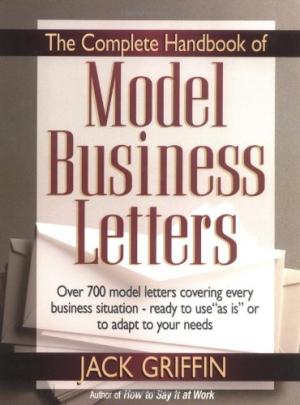 The Complete Handbook of
Model
Business
Letters
Over 700 model letters covering every
business situation - ready to use "as is" or
to adapt to your needs
JACK GRIFFIN
Author of How to Say It at Work